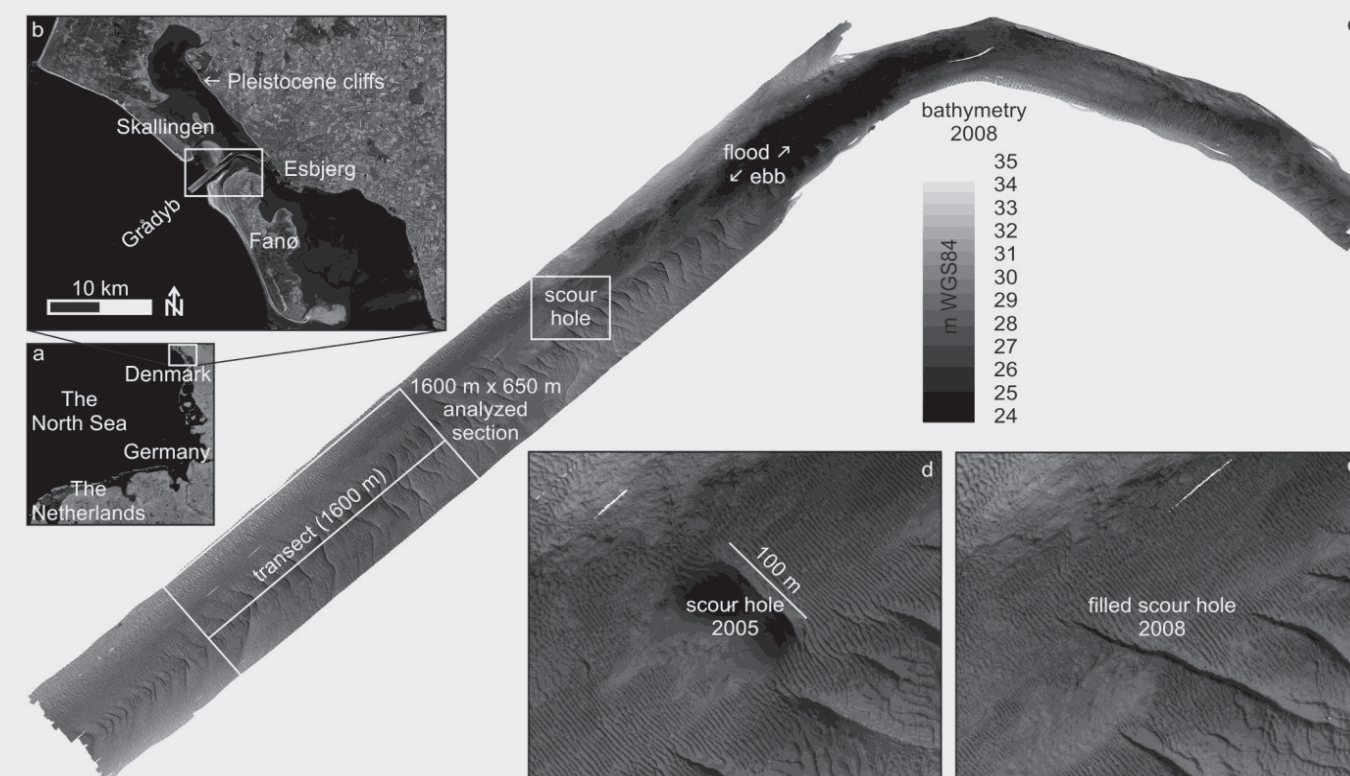 b
← Pleistocene cliffs
Skallingen
Esbjerg
Grådyb
Fanø
10 km
N
a
Denmark
The
North Sea
Germany
The
Netherlands
bathymetry
2008
35
34
33
32
31
30
29
28
27
26
25
24
m WGS84
flood ↗
↙ ebb
scour
hole
1600 m x 650 m
analyzed
section
transect (1600 m)
d
100 m
scour hole
2005
filled scour hole
2008